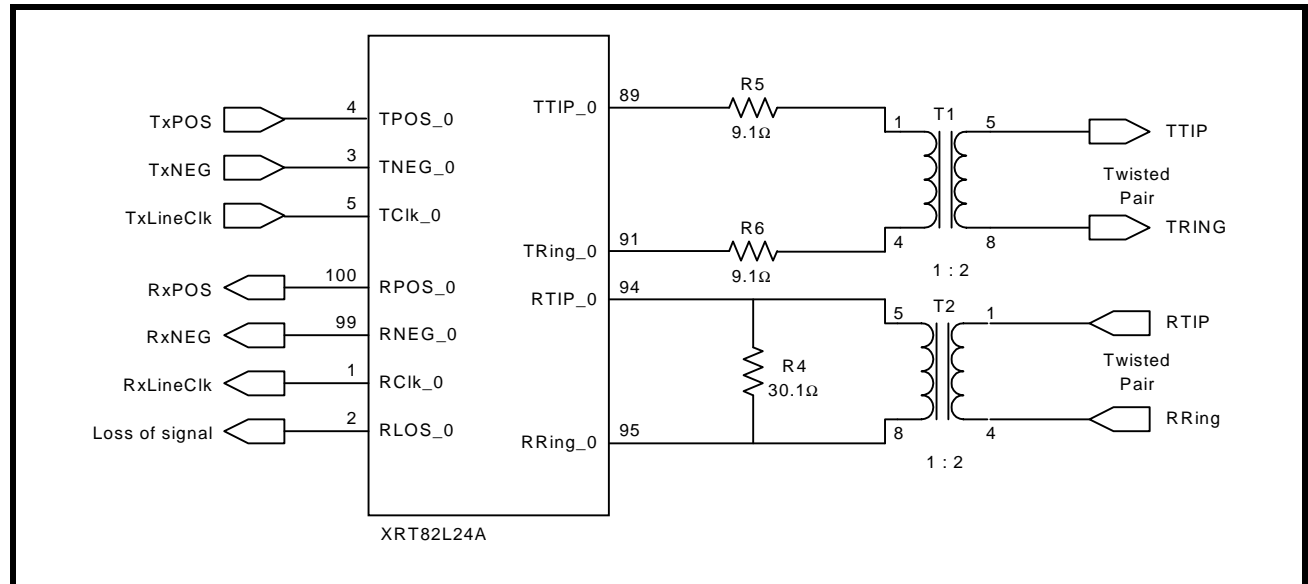 TxPOS
4
TPOS_0
TxNEG
3
TNEG_0
TxLineClk
5
TClk_0
RxPOS
100
RPOS_0
RxNEG
99
RNEG_0
RxLineClk
1
RClk_0
Loss of signal
2
RLOS_0
XRT82L24A
TTIP_0
89
R5
9.1Ω
TRing_0
91
R6
9.1Ω
T1
1
5
4
8
1 : 2
TTIP
Twisted
Pair
TRING
RTIP_0
94
R4
30.1Ω
RRing_0
95
T2
5
1
8
4
1 : 2
RTIP
Twisted
Pair
RRing